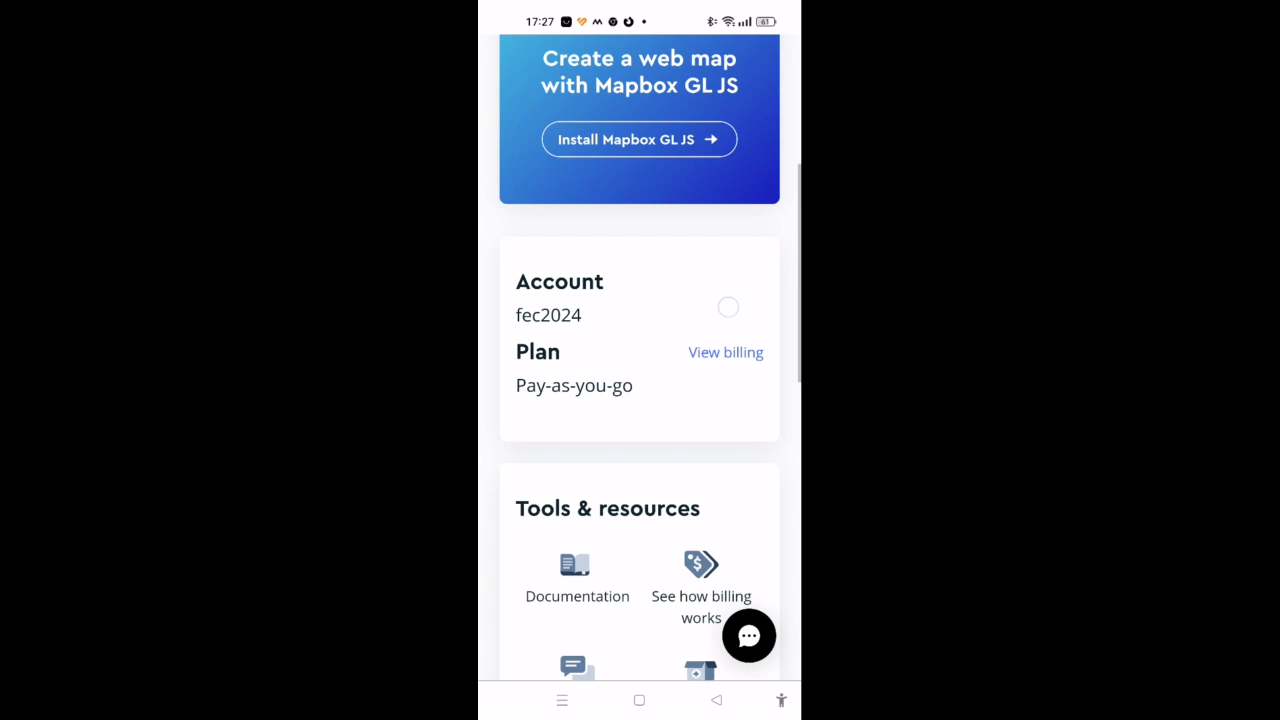 17:27
61
Create a web map
with Mapbox GL JS
Install Mapbox GL JS
Account
fec2024
Plan
View billing
Pay-as-you-go
Tools & resources
Documentation
See how billing
works